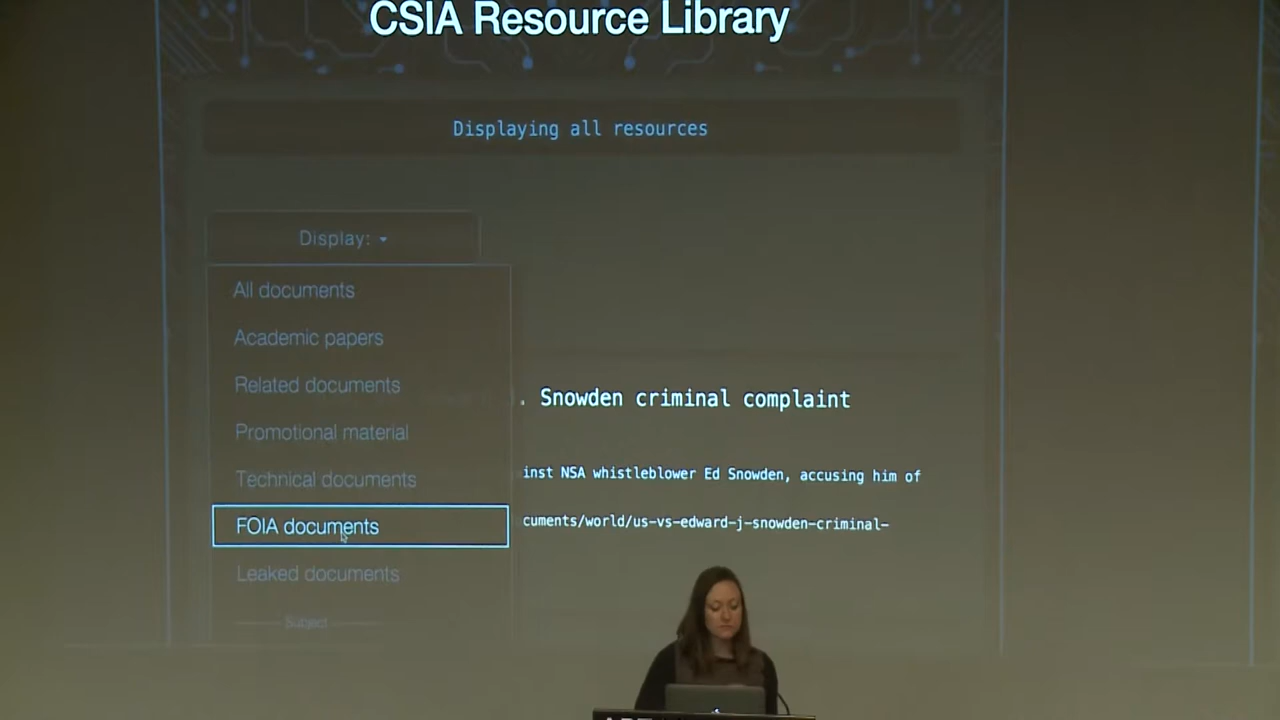 CSIA Resource Library
Displaying all resources
Display:
All documents
Academic papers
Related documents
. Snowden criminal complaint
Promotional material
inst NSA whistleblower Ed Snowden, accusing him of
Technical documents
FOIA documents
cuments/world/us-vs-edward-j-snowden-criminal-
Leaked documents
Subject